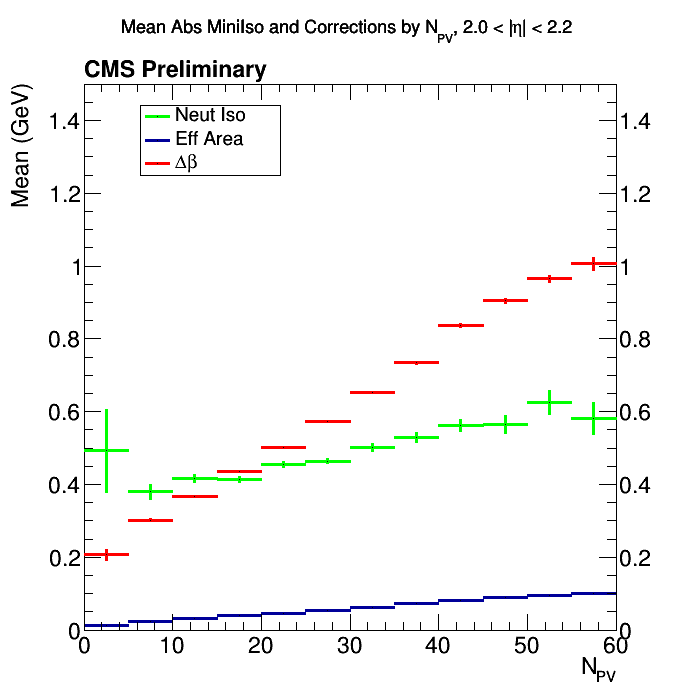 Mean Abs MiniIso and Corrections by N_PV, 2.0 < |η| < 2.2
CMS Preliminary
Mean (GeV)
Neut Iso
Eff Area
Δβ
1.4
1.2
1
0.8
0.6
0.4
0.2
0
1.4
1.2
1
0.8
0.6
0.4
0.2
0
0 10 20 30 40 50 60
N_PV